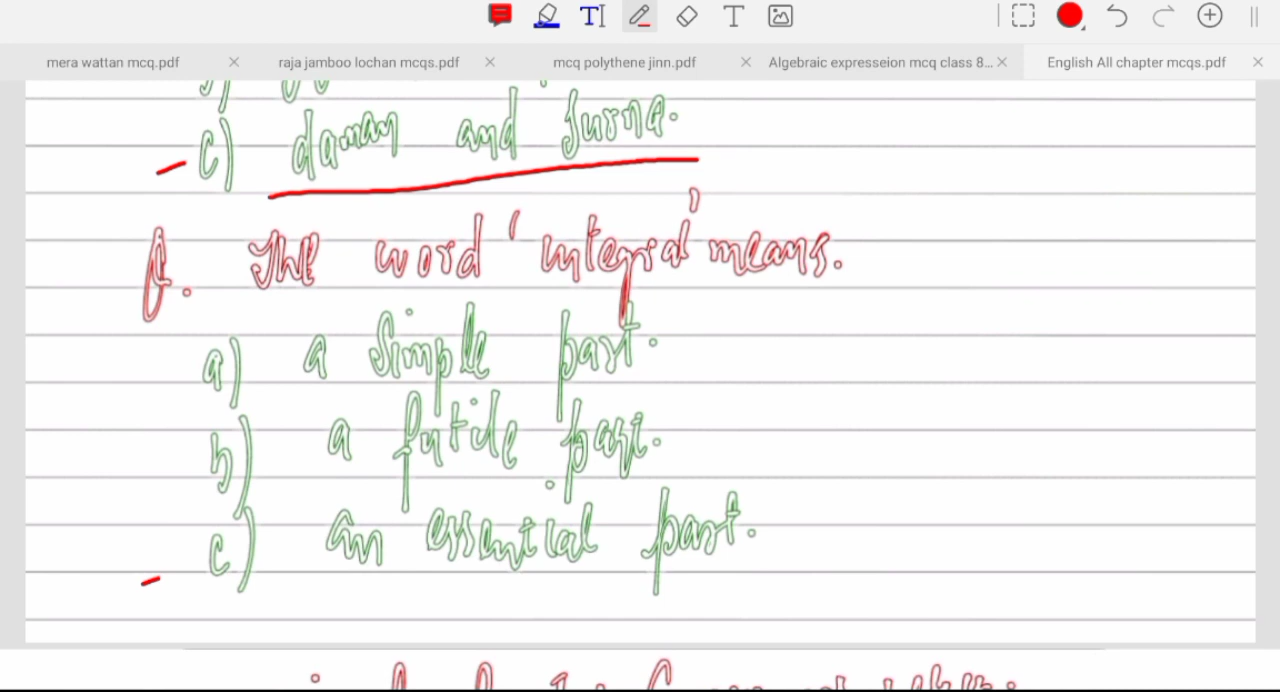 mera wattan mcq.pdf
raja jamboo lochan mcqs.pdf
mcq polythene jinn.pdf
Algebraic expresseion mcq class 8...
English All chapter mcqs.pdf
c) daman and
Q. The word 'integral' means.
a) a simple part.
b) a futile part.
c) an essential part.